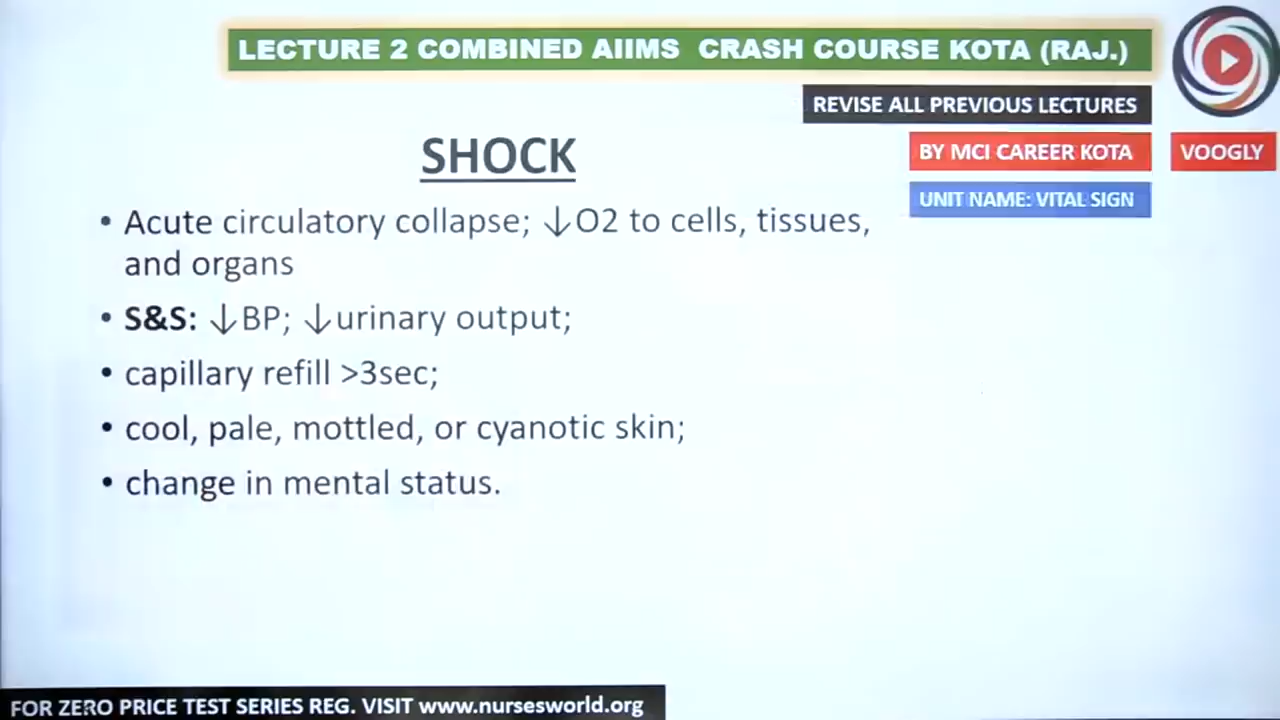 LECTURE 2 COMBINED AIIMS CRASH COURSE KOTA (RAJ.)
REVISE ALL PREVIOUS LECTURES
BY MCI CAREER KOTA
VOOGLY
UNIT NAME: VITAL SIGN
SHOCK
• Acute circulatory collapse; ↓O2 to cells, tissues,
and organs
• S&S: ↓BP; ↓urinary output;
• capillary refill >3sec;
• cool, pale, mottled, or cyanotic skin;
• change in mental status.
FOR ZERO PRICE TEST SERIES REG. VISIT www.nursesworld.org